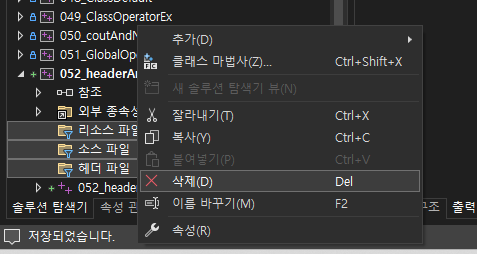 049_ClassOperatorEx
050_coutAndN
051_GlobalOpe
052_headerAn
참조
외부 종속성
리소스 파일
소스 파일
헤더 파일
052_header
추가(D)
클래스 마법사(Z)... Ctrl+Shift+X
새 솔루션 탐색기 뷰(N)
잘라내기(T) Ctrl+X
복사(Y) Ctrl+C
붙여넣기(P) Ctrl+V
삭제(D) Del
이름 바꾸기(M) F2
속성(R)
솔루션 탐색기 속성 관 구조 출력
저장되었습니다.